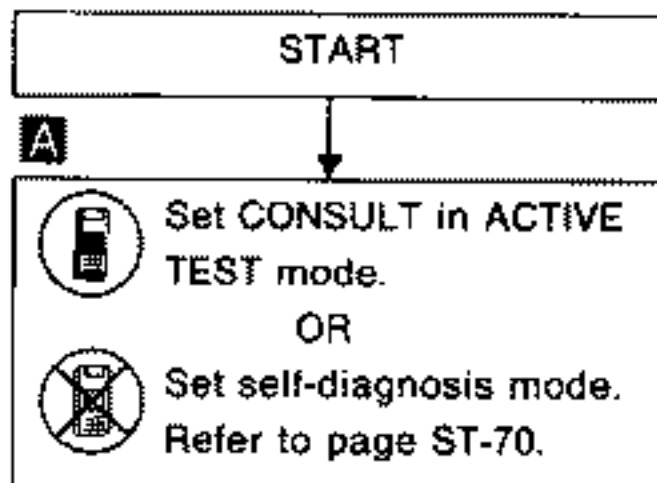 START
A
Set CONSULT in ACTIVE
TEST mode.
OR
Set self-diagnosis mode.
Refer to page ST-70.